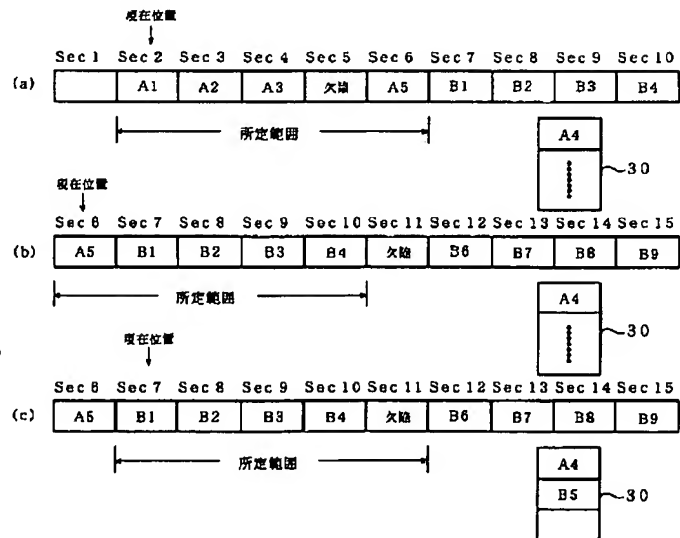 現在位置
Sec 1 Sec 2 Sec 3 Sec 4 Sec 5 Sec 6 Sec 7 Sec 8 Sec 9 Sec 10
(a) A1 A2 A3 欠陥 A5 B1 B2 B3 B4
所定範囲
A4
30
現在位置
Sec 6 Sec 7 Sec 8 Sec 9 Sec 10 Sec 11 Sec 12 Sec 13 Sec 14 Sec 15
(b) A5 B1 B2 B3 B4 欠陥 B6 B7 B8 B9
所定範囲
A4
30
現在位置
Sec 6 Sec 7 Sec 8 Sec 9 Sec 10 Sec 11 Sec 12 Sec 13 Sec 14 Sec 15
(c) A5 B1 B2 B3 B4 欠陥 B6 B7 B8 B9
所定範囲
A4
B5
30